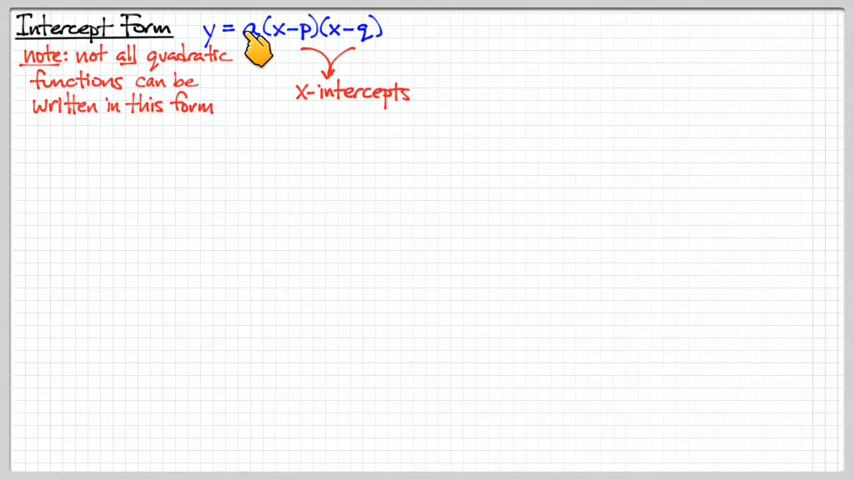 Intercept Form y = a(x-p)(x-q)
note: not all quadratic
functions can be
written in this form
x-intercepts